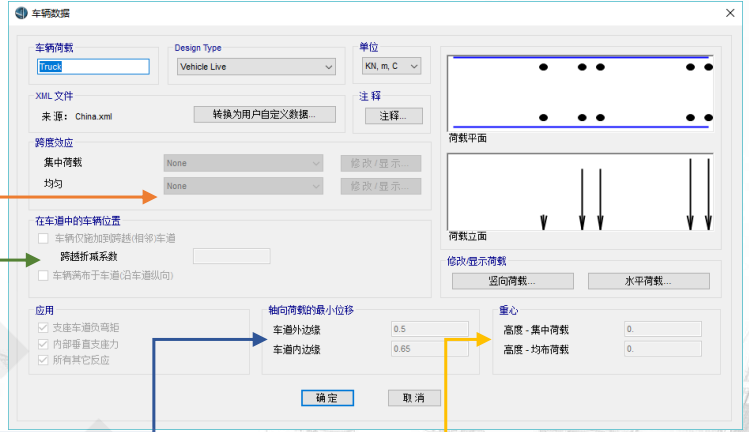 车辆数据
车辆荷载
Truck
Design Type
Vehicle Live
单位
KN, m, C
XML 文件
来 源： China.xml
转换为用户自定义数据...
注 释
注释...
荷载平面
跨度效应
集中荷载
None
修改 /显示...
均匀
None
修改 /显示...
荷载立面
在车道中的车辆位置
车辆仅施加到跨越(相邻)车道
跨越折减系数
车辆满布于车道(沿车道纵向)
修改/显示荷载
竖向荷载...
水平荷载...
应用
支座车道负弯矩
内部垂直支座力
所有其它反应
轴向荷载的最小位移
车道外边缘
0.5
车道内边缘
0.65
重心
高度 - 集中荷载
0.
高度 - 均布荷载
0.
确 定
取 消